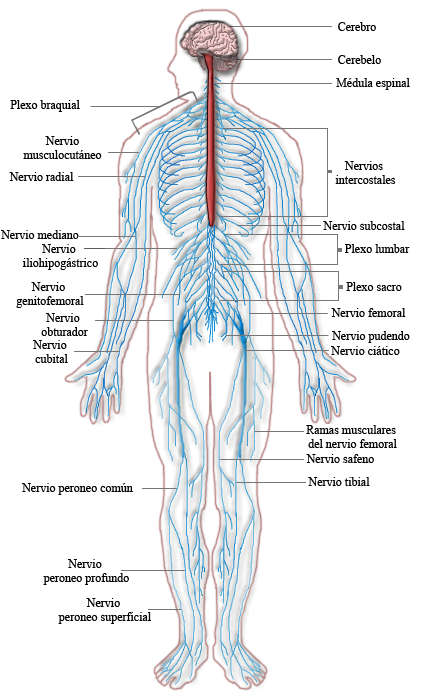 Cerebro
Cerebelo
Médula espinal
Plexo braquial
Nervio
musculocutáneo
Nervio radial
Nervios
intercostales
Nervio mediano
Nervio subcostal
Nervio
iliohipogástrico
Plexo lumbar
Nervio
genitofemoral
Plexo sacro
Nervio
obturador
Nervio femoral
Nervio
cubital
Nervio pudendo
Nervio ciático
Ramas musculares
del nervio femoral
Nervio safeno
Nervio peroneo común
Nervio tibial
Nervio
peroneo profundo
Nervio
peroneo superficial